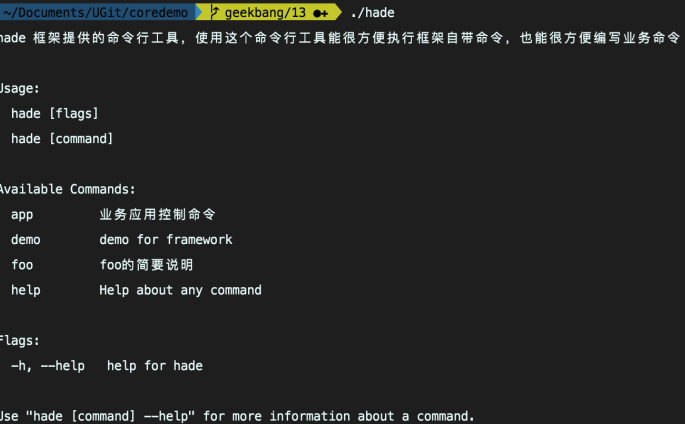 ~/Documents/UGit/coredemo geekbang/13 ●+ ./hade
hade 框架提供的命令行工具，使用这个命令行工具能很方便执行框架自带命令，也能很方便编写业务命令
Usage:
hade [flags]
hade [command]
Available Commands:
app 业务应用控制命令
demo demo for framework
foo foo的简要说明
help Help about any command
Flags:
-h, --help help for hade
Use "hade [command] --help" for more information about a command.